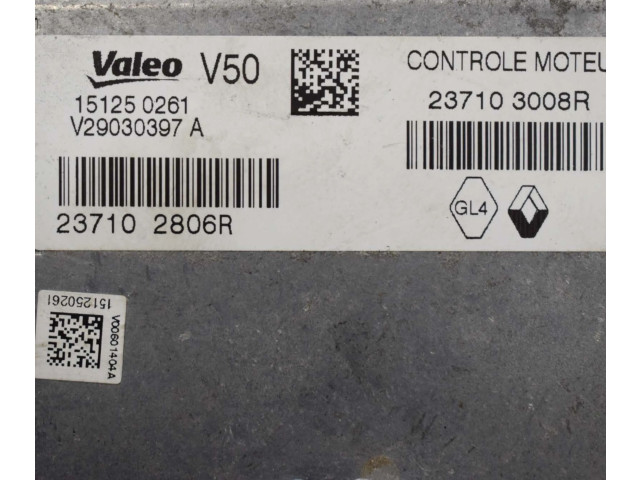 Valeo V50
15125 0261
V29030397 A
23710 2806R
CONTROLE MOTEU
23710 3008R
GL4
151250261
V00601404A